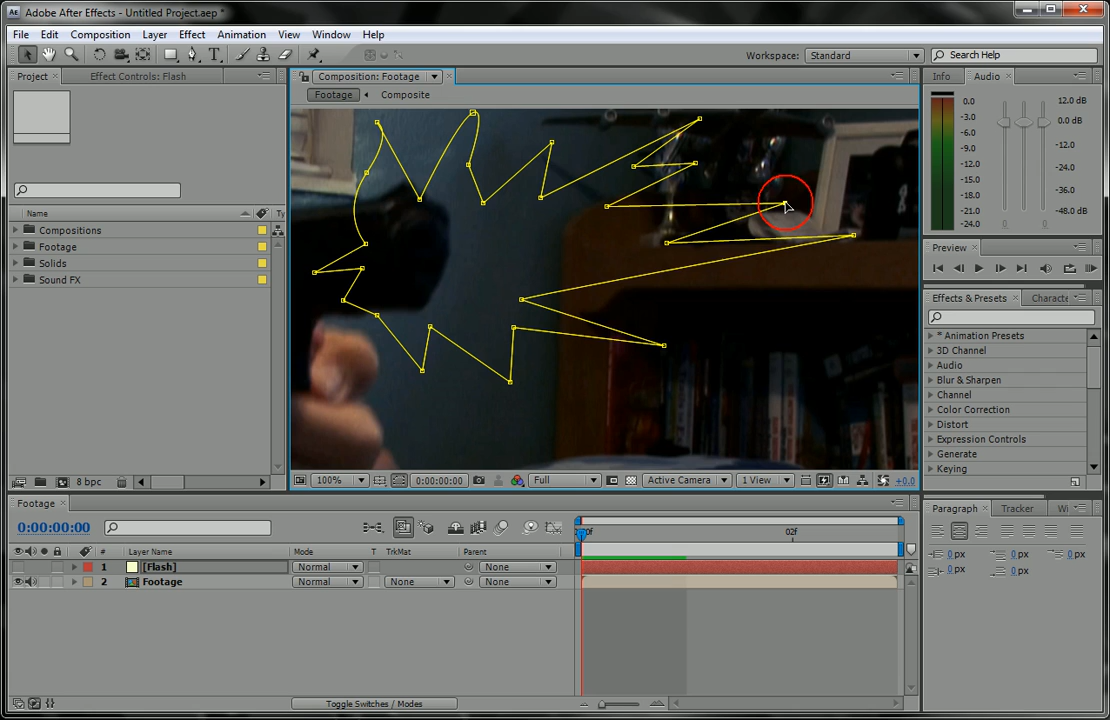 Adobe After Effects - Untitled Project.aep *
File Edit Composition Layer Effect Animation View Window Help
Workspace: Standard Search Help
Project Effect Controls: Flash
Composition: Footage
Footage Composite
Info Audio
0.0 12.0 dB
-3.0 0.0 dB
-6.0
-9.0 -12.0
-12.0 -24.0
-15.0
-18.0 -36.0
-21.0
-24.0 -48.0 dB
Name Ty
Compositions
Footage
Solids
Sound FX
Preview
Effects & Presets Characte
* Animation Presets
3D Channel
Audio
Blur & Sharpen
Channel
Color Correction
Distort
Expression Controls
Generate
Keying
8 bpc
100% 0:00:00:00 Full Active Camera 1 View +0.0
Footage
0:00:00:00
0f 02f
# Layer Name Mode T TrkMat Parent
1 [Flash] Normal None
2 Footage Normal None None
Toggle Switches / Modes
Paragraph Tracker Wi
0 px 0 px 0 px
0 px 0 px